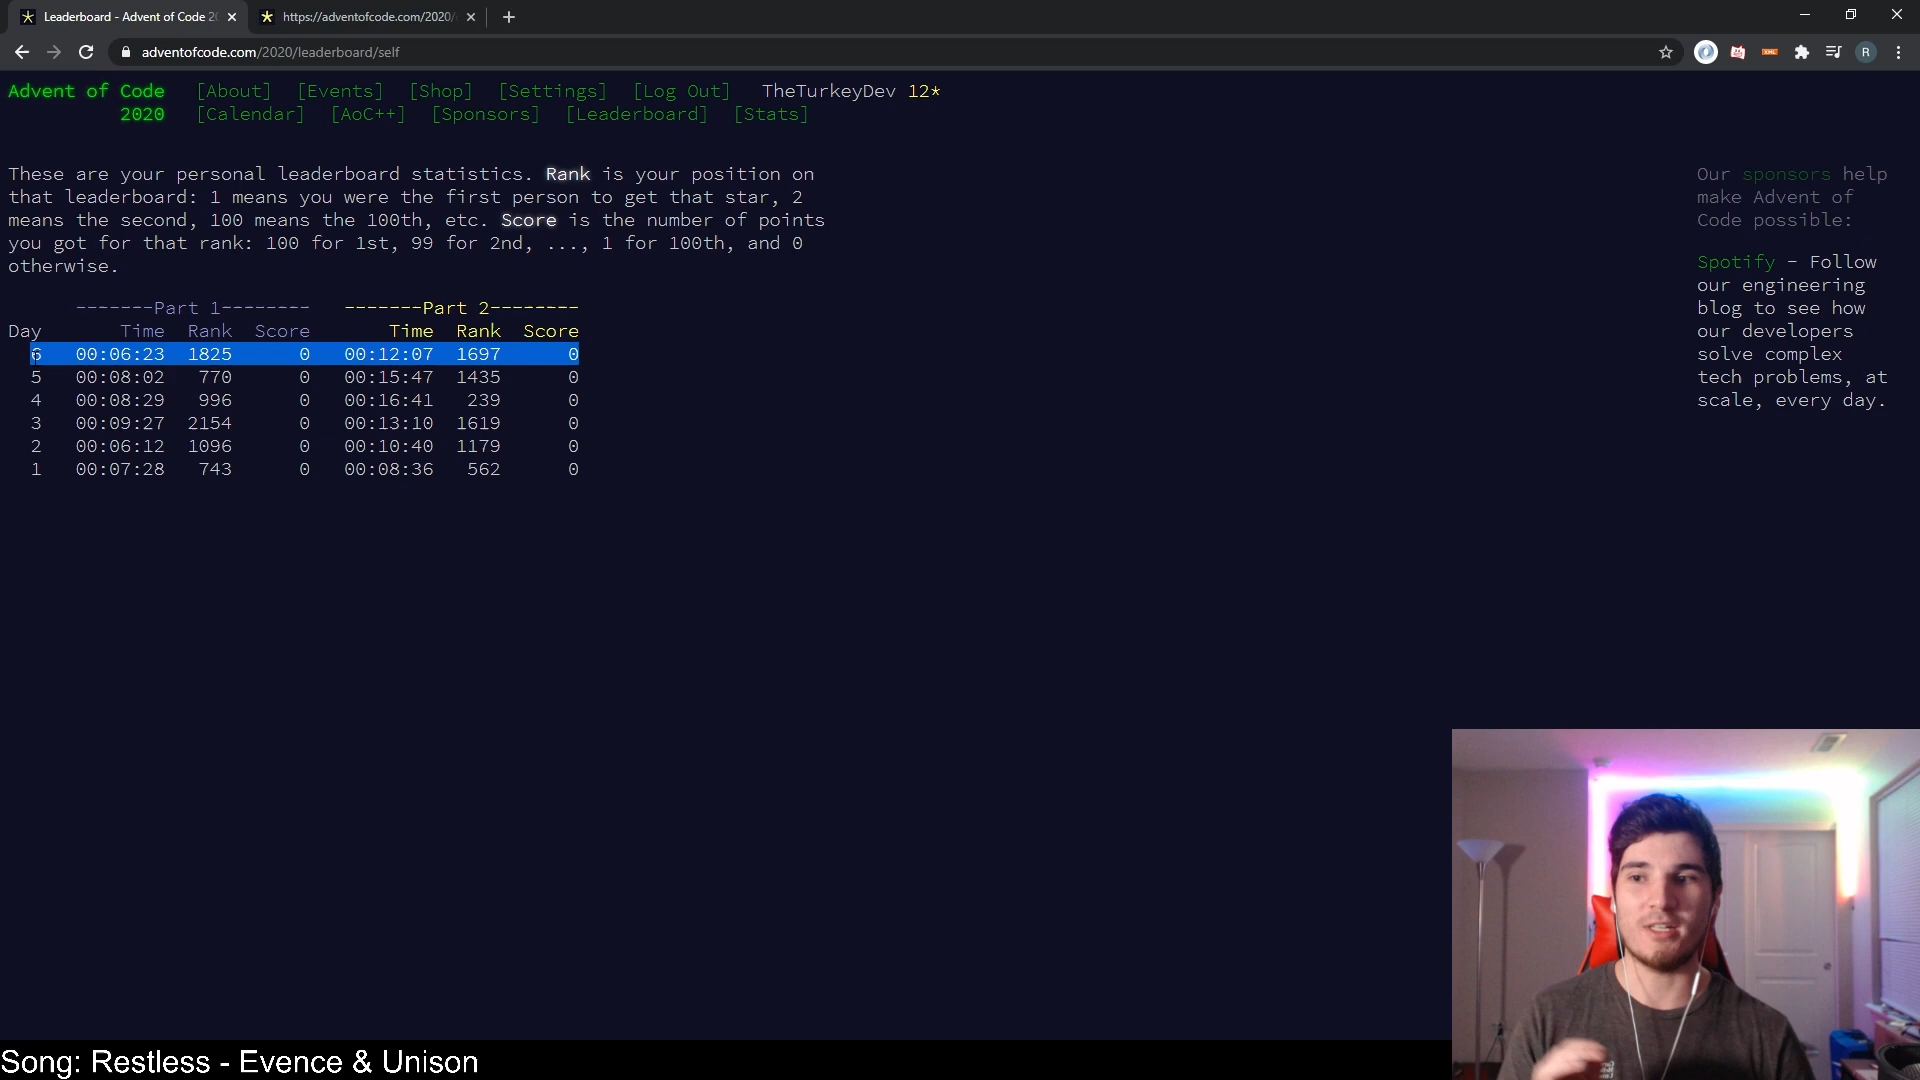 Leaderboard - Advent of Code 20
https://adventofcode.com/2020/
adventofcode.com/2020/leaderboard/self
R
Advent of Code [About] [Events] [Shop] [Settings] [Log Out] TheTurkeyDev 12*
2020 [Calendar] [AoC++] [Sponsors] [Leaderboard] [Stats]
These are your personal leaderboard statistics. Rank is your position on
that leaderboard: 1 means you were the first person to get that star, 2
means the second, 100 means the 100th, etc. Score is the number of points
you got for that rank: 100 for 1st, 99 for 2nd, ..., 1 for 100th, and 0
otherwise.
-------Part 1-------- -------Part 2--------
Day Time Rank Score Time Rank Score
6 00:06:23 1825 0 00:12:07 1697 0
5 00:08:02 770 0 00:15:47 1435 0
4 00:08:29 996 0 00:16:41 239 0
3 00:09:27 2154 0 00:13:10 1619 0
2 00:06:12 1096 0 00:10:40 1179 0
1 00:07:28 743 0 00:08:36 562 0
Our sponsors help
make Advent of
Code possible:
Spotify - Follow
our engineering
blog to see how
our developers
solve complex
tech problems, at
scale, every day.
Song: Restless - Evence & Unison